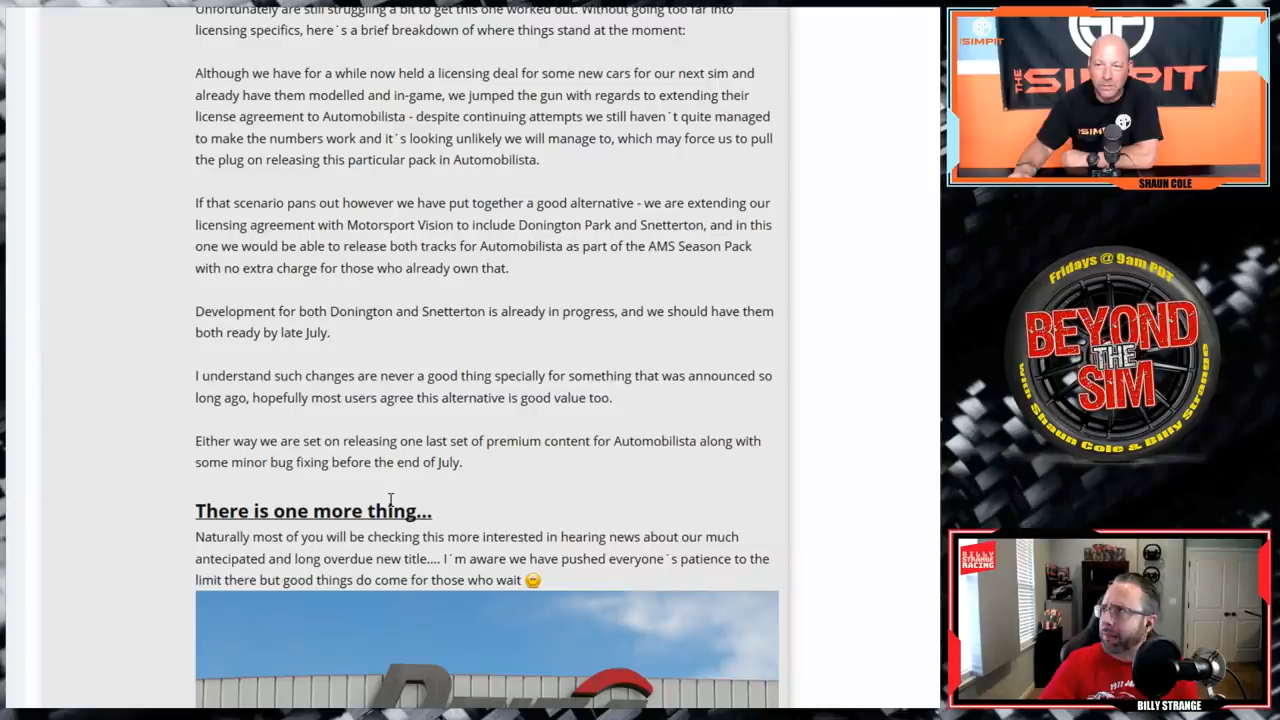 Unfortunately are still struggling a bit to get this one worked out. Without going too far into
licensing specifics, here´s a brief breakdown of where things stand at the moment:
Although we have for a while now held a licensing deal for some new cars for our next sim and
already have them modelled and in-game, we jumped the gun with regards to extending their
license agreement to Automobilista - despite continuing attempts we still haven´t quite managed
to make the numbers work and it´s looking unlikely we will manage to, which may force us to pull
the plug on releasing this particular pack in Automobilista.
If that scenario pans out however we have put together a good alternative - we are extending our
licensing agreement with Motorsport Vision to include Donington Park and Snetterton, and in this
one we would be able to release both tracks for Automobilista as part of the AMS Season Pack
with no extra charge for those who already own that.
Development for both Donington and Snetterton is already in progress, and we should have them
both ready by late July.
I understand such changes are never a good thing specially for something that was announced so
long ago, hopefully most users agree this alternative is good value too.
Either way we are set on releasing one last set of premium content for Automobilista along with
some minor bug fixing before the end of July.
There is one more thing...
Naturally most of you will be checking this more interested in hearing news about our much
antecipated and long overdue new title.... I´m aware we have pushed everyone´s patience to the
limit there but good things do come for those who wait
SIMPIT
THE SIMPIT
SIMPIT
SHAUN COLE
Fridays @ 9am PDT
BEYOND
THE
SIM
With Shaun Cole & Billy Strange
BILLY
STRANGE
RACING
BILLY STRANGE